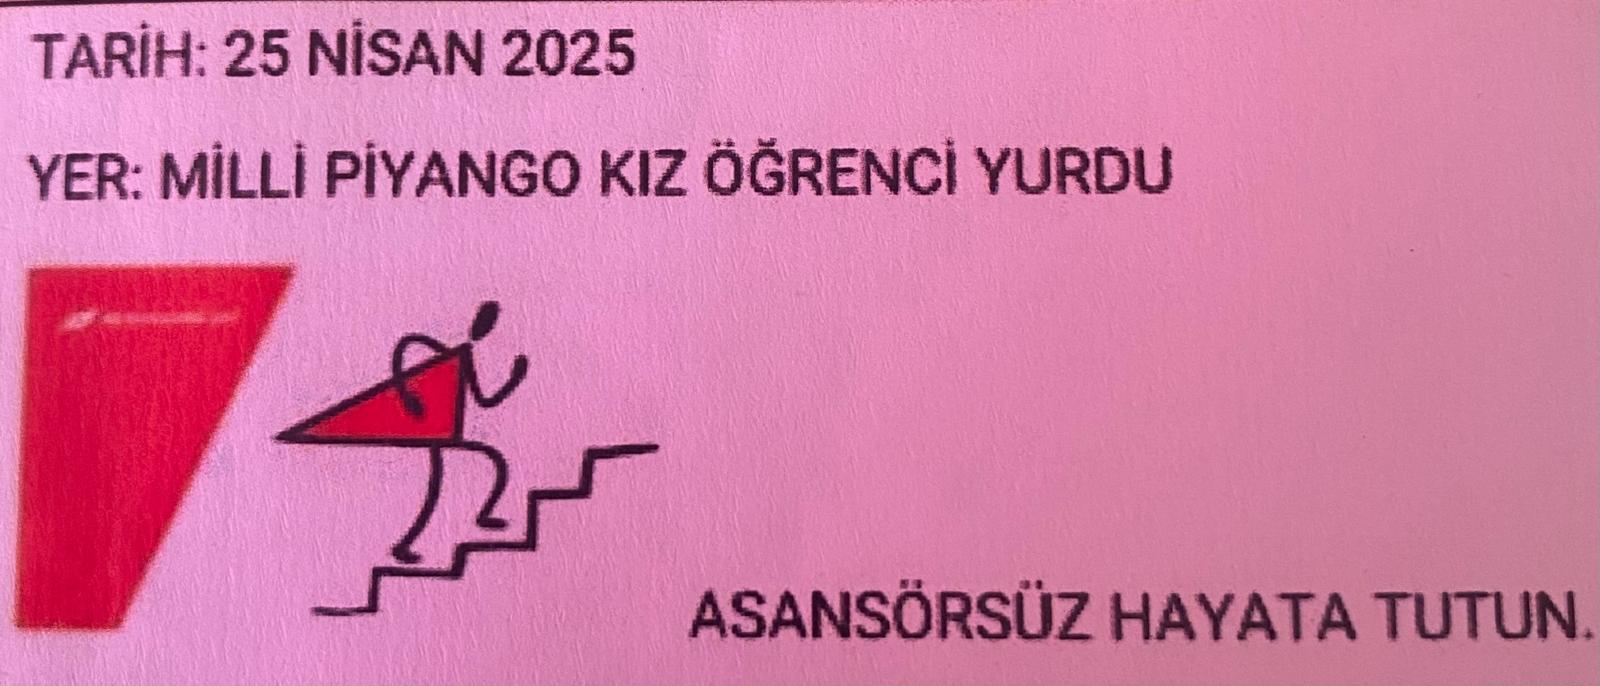 TARİH: 25 NİSAN 2025
YER: MİLLİ PİYANGO KIZ ÖĞRENCİ YURDU
ASANSÖRSÜZ HAYATA TUTUN.